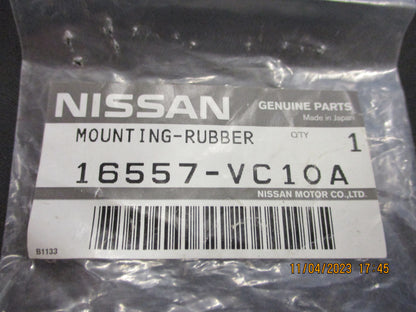 NISSAN
GENUINE PARTS
Made in Japan
MOUNTING-RUBBER
QTY
1
16557-VC10A
NISSAN MOTOR CO.,LTD.
B1133
11/04/2023 17:45